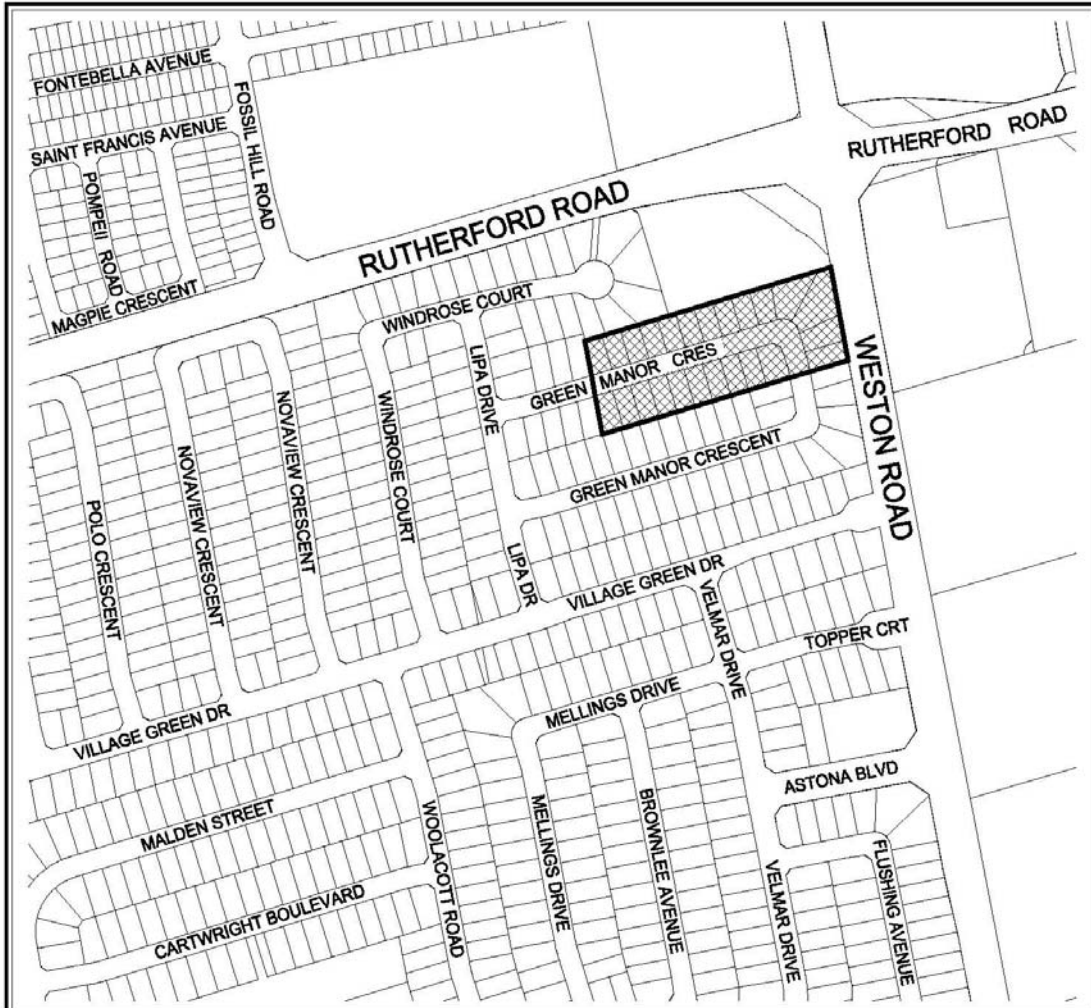 FONTEBELLA AVENUE
FOSSIL HILL ROAD
SAINT FRANCIS AVENUE
POMPEII ROAD
MAGPIE CRESCENT
RUTHERFORD ROAD
RUTHERFORD ROAD
WINDROSE COURT
LIPA DRIVE
GREEN MANOR CRES
WESTON ROAD
WINDROSE COURT
NOVAVIEW CRESCENT
NOVAVIEW CRESCENT
POLO CRESCENT
GREEN MANOR CRESCENT
LIPA DR
VILLAGE GREEN DR
VELMAR DRIVE
TOPPER CRT
MELLINGS DRIVE
VILLAGE GREEN DR
ASTONA BLVD
MALDEN STREET
WOOLACOTT ROAD
MELLINGS DRIVE
BROWNLEE AVENUE
VELMAR DRIVE
FLUSHING AVENUE
CARTWRIGHT BOULEVARD